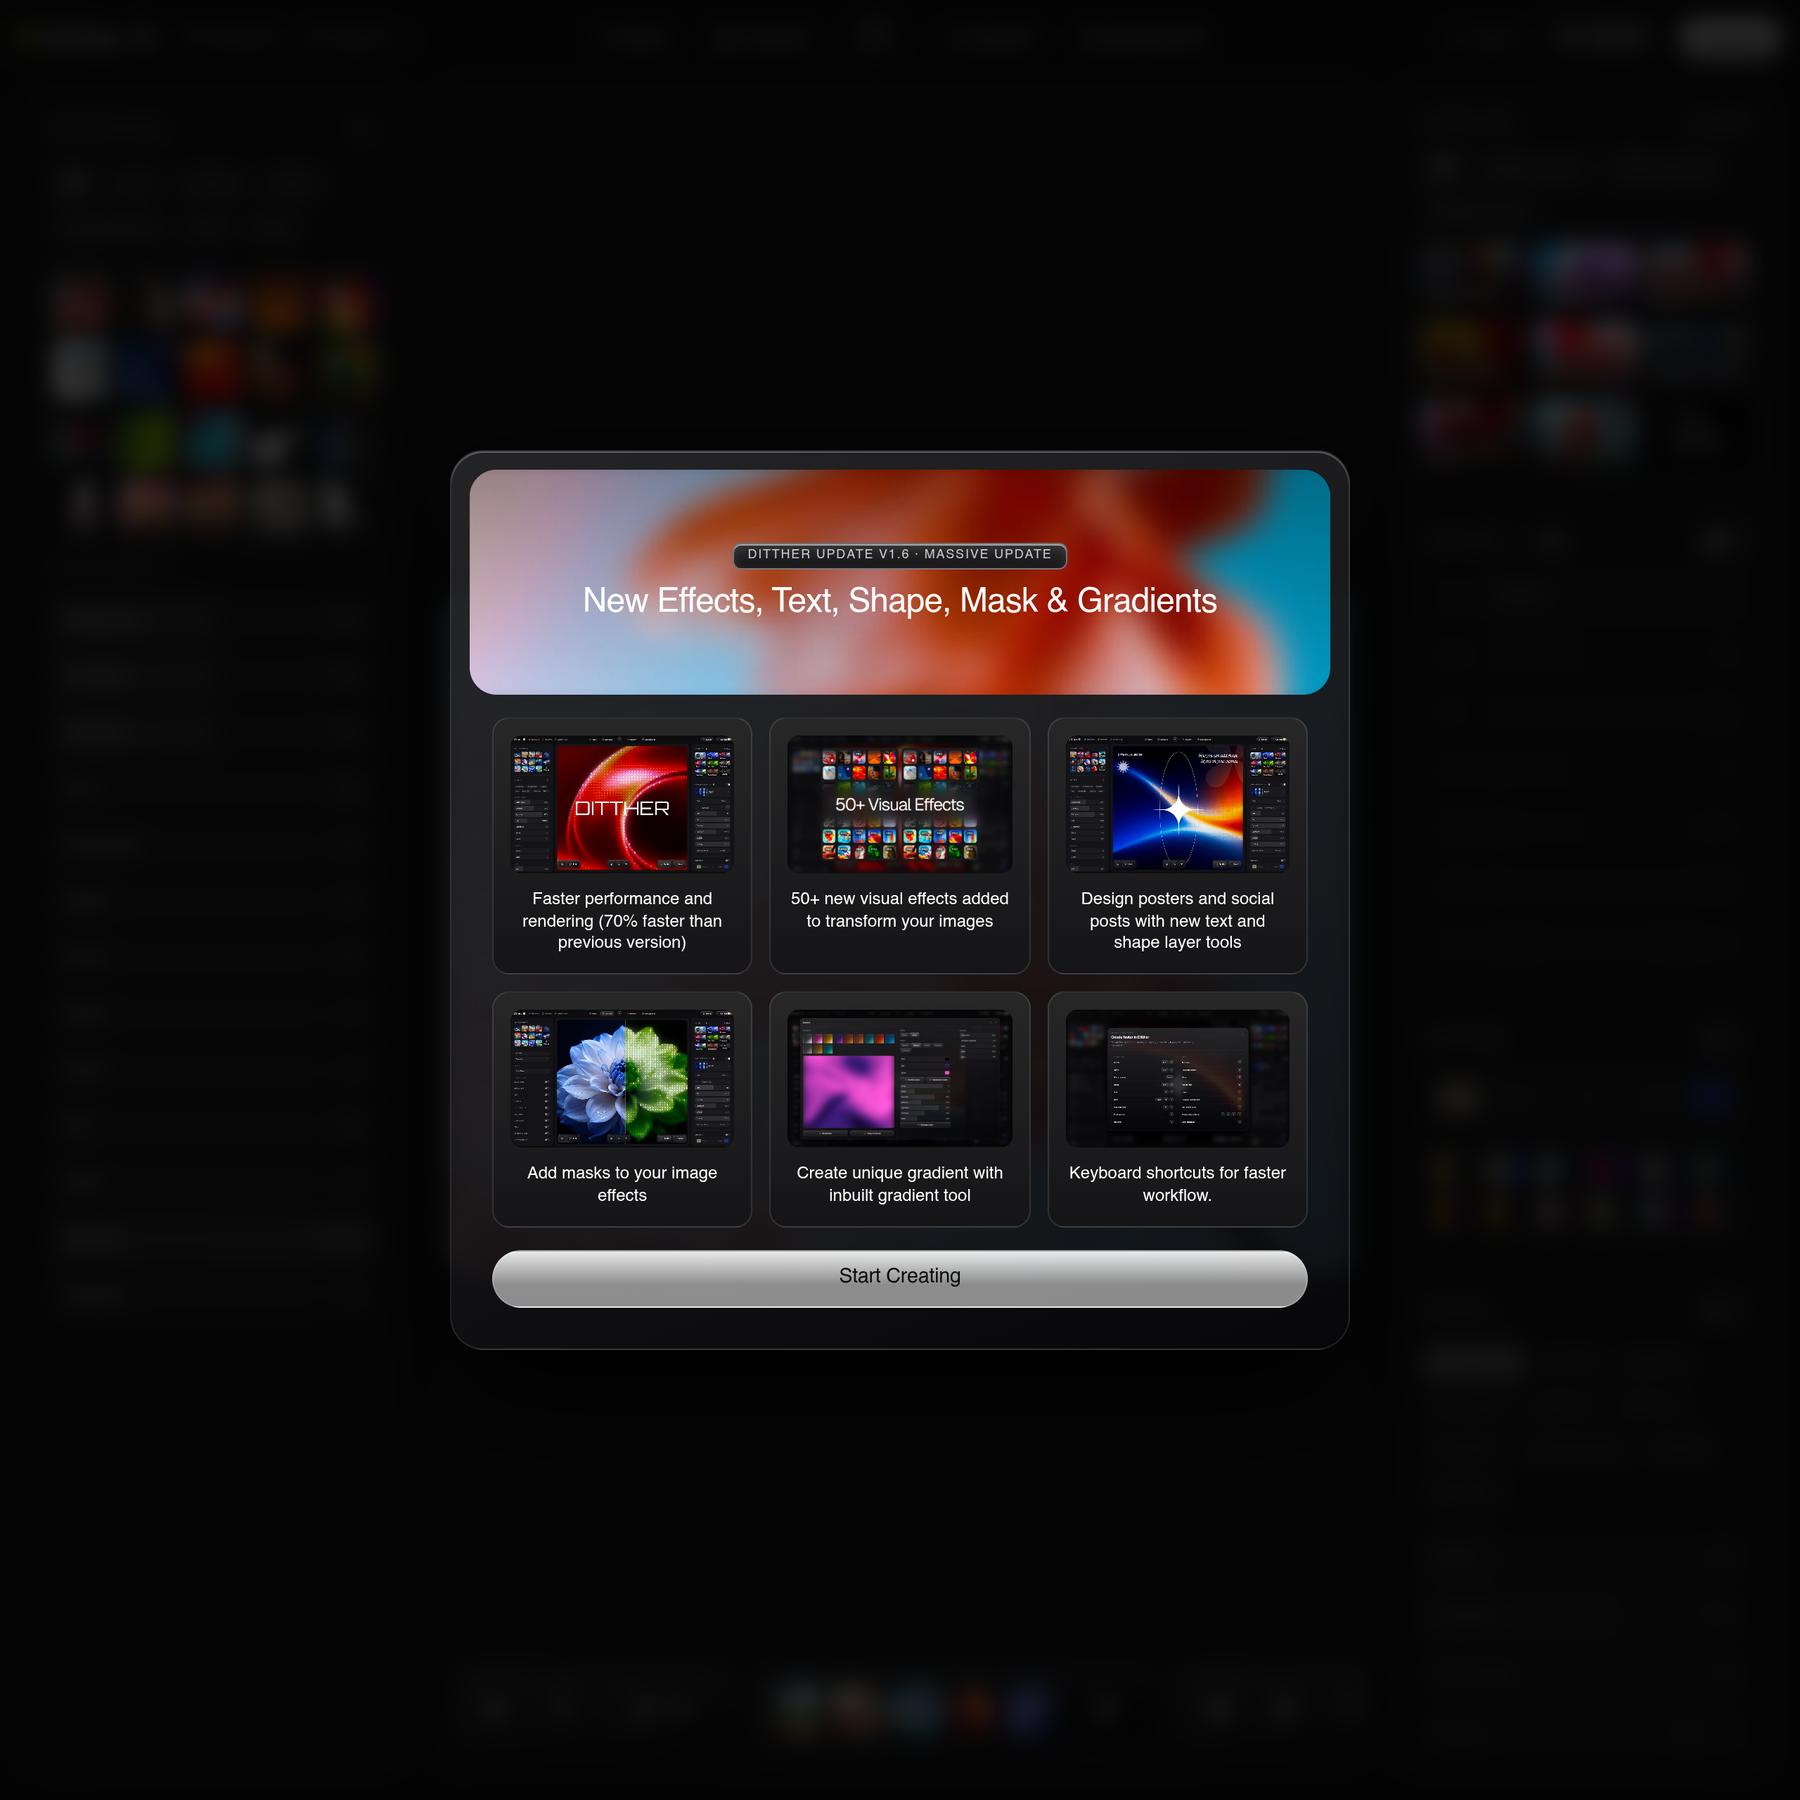 DITTHER UPDATE V1.6 · MASSIVE UPDATE
New Effects, Text, Shape, Mask & Gradients
DITTHER
50+ Visual Effects
Faster performance and
rendering (70% faster than
previous version)
50+ new visual effects added
to transform your images
Design posters and social
posts with new text and
shape layer tools
Add masks to your image
effects
Create unique gradient with
inbuilt gradient tool
Keyboard shortcuts for faster
workflow.
Start Creating